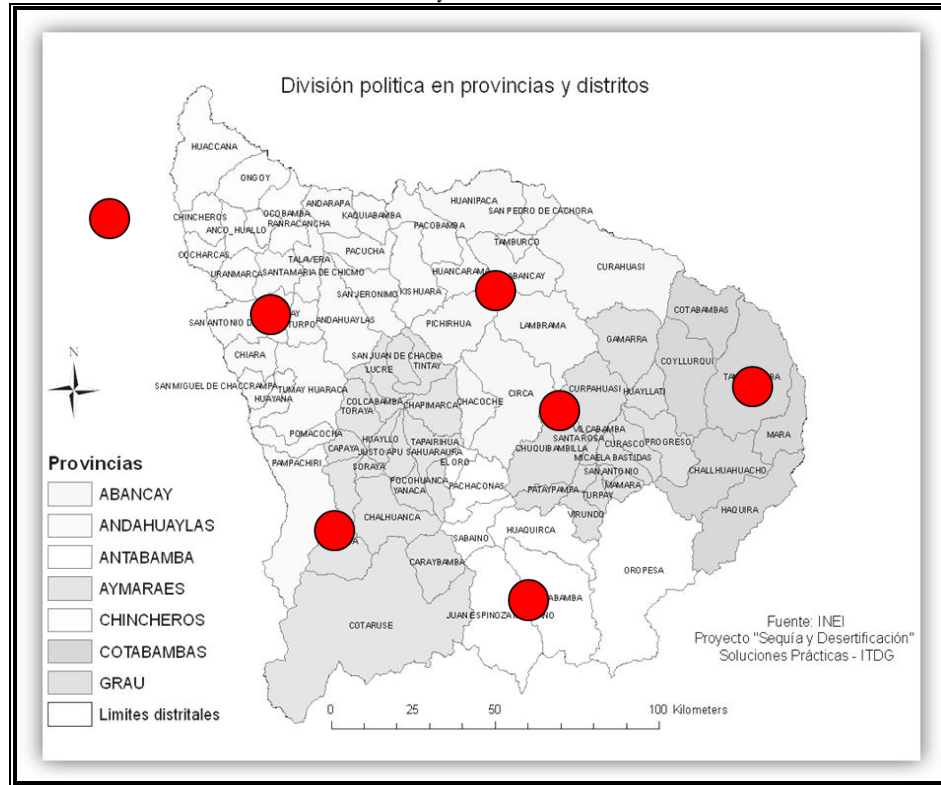 División politica en provincias y distritos
HUACCANA
ONGOY
HUANIPACA
ANDARAPA
SAN PEDRO DE CACHORA
OCOBAMBA
KAQUIABAMBA
CHINCHEROS
RANRACANCHA
PACOBAMBA
ANCO_HUALLO
TAMBURCO
PACUCHA
COCHARCAS
TALAVERA
CURAHUASI
URANMARCA
SANTAMARIA DE CHICMO
HUANCARAMA
ABANCAY
SAN JERONIMO
KISHUARA
COTABAMBAS
SAN ANTONIO
TURPO
ANDAHUAYLAS
PICHIRHUA
LAMBRAMA
GAMARRA
N
CHIARA
SAN JUAN DE CHACÑA
COYLLURQUI
LUCRE
TINTAY
SAN MIGUEL DE CHACCRAMPA
TUMAY HUARACA
CURPAHUASI
HUAYLLATI
HUAYANA
COLCABAMBA
CHAPIMARCA
CHACOCHE
CIRCA
TORAYA
POMACOCHA
HUAYLLO
TAPAIRIHUA
VILCABAMBA
SANTA ROSA
CURASCO
PROGRESO
MARA
CAPAYA
JUSTO APU SAHUARAURA
CHUQUIBAMBILLA
MICAELA BASTIDAS
PAMPACHIRI
SORAYA
EL ORO
SAN ANTONIO
CHALLHUAHUACHO
POCOHUANCA
PACHACONAS
MAMARA
YANACA
PATAYPAMPA
TURPAY
HAQUIRA
CHALHUANCA
VIRUNDO
HUAQUIRCA
SABAINO
CARAYBAMBA
OROPESA
JUAN ESPINOZA
COTARUSE
Provincias
ABANCAY
ANDAHUAYLAS
ANTABAMBA
AYMARAES
CHINCHEROS
COTABAMBAS
GRAU
Limites distritales
Fuente: INEI
Proyecto "Sequía y Desertificación"
Soluciones Prácticas - ITDG
0 25 50 100 Kilometers